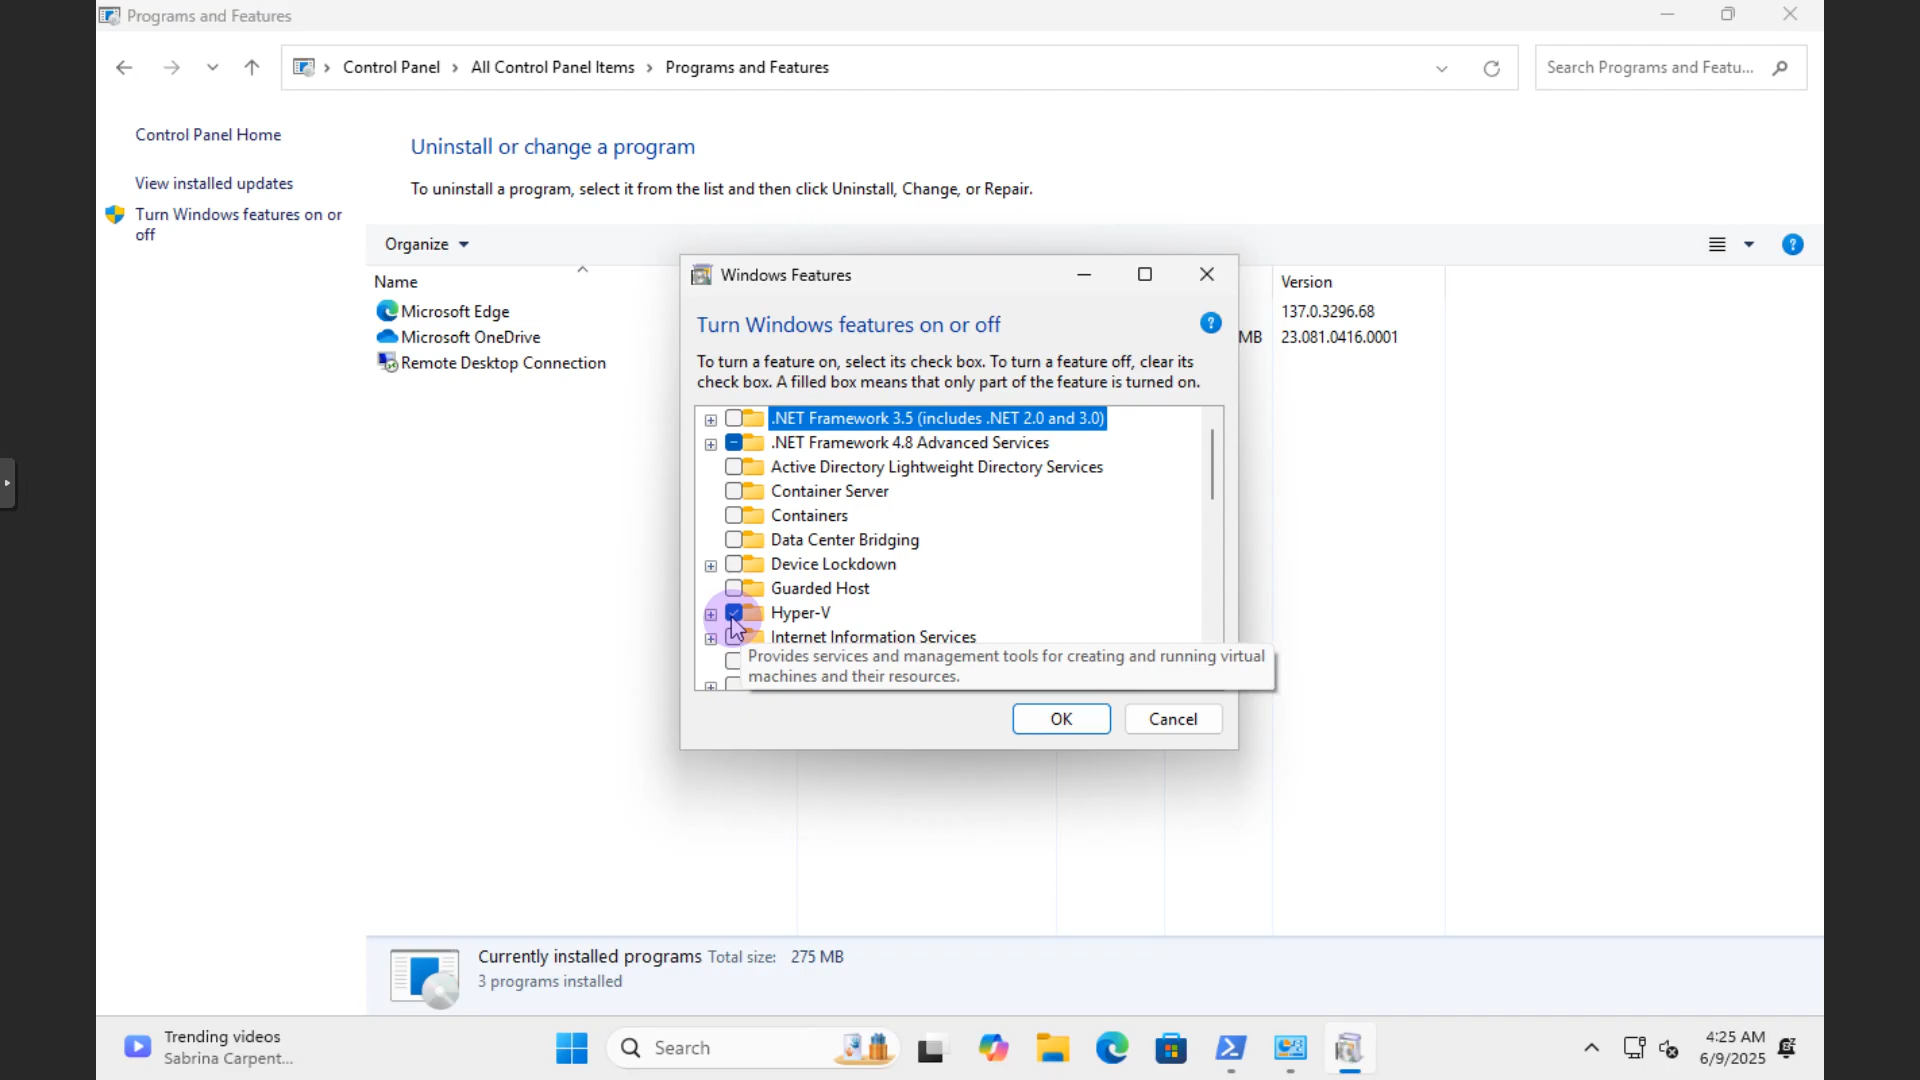 Programs and Features
Control Panel > All Control Panel Items > Programs and Features
Search Programs and Featu...
Control Panel Home
View installed updates
Turn Windows features on or
off
Uninstall or change a program
To uninstall a program, select it from the list and then click Uninstall, Change, or Repair.
Organize
Name
Version
Microsoft Edge
137.0.3296.68
Microsoft OneDrive
MB
23.081.0416.0001
Remote Desktop Connection
Windows Features
Turn Windows features on or off
To turn a feature on, select its check box. To turn a feature off, clear its
check box. A filled box means that only part of the feature is turned on.
.NET Framework 3.5 (includes .NET 2.0 and 3.0)
.NET Framework 4.8 Advanced Services
Active Directory Lightweight Directory Services
Container Server
Containers
Data Center Bridging
Device Lockdown
Guarded Host
Hyper-V
Internet Information Services
Provides services and management tools for creating and running virtual
machines and their resources.
OK
Cancel
Currently installed programs Total size: 275 MB
3 programs installed
Trending videos
Sabrina Carpent...
Search
4:25 AM
6/9/2025